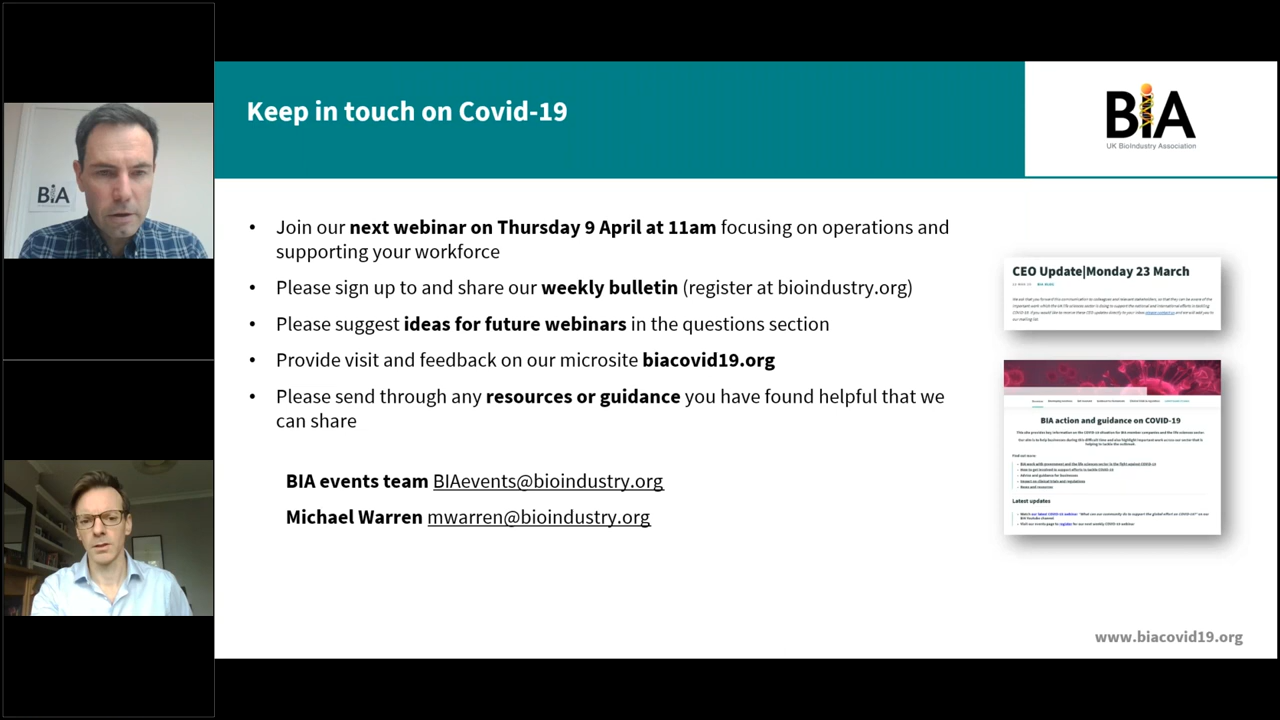 Keep in touch on Covid-19
BIA
UK BioIndustry Association
BIA
• Join our next webinar on Thursday 9 April at 11am focusing on operations and
supporting your workforce
• Please sign up to and share our weekly bulletin (register at bioindustry.org)
• Please suggest ideas for future webinars in the questions section
• Provide visit and feedback on our microsite biacovid19.org
• Please send through any resources or guidance you have found helpful that we
can share
BIA events team BIAevents@bioindustry.org
Michael Warren mwarren@bioindustry.org
CEO Update|Monday 23 March
BIA action and guidance on COVID-19
Find out more:
Latest updates
www.biacovid19.org